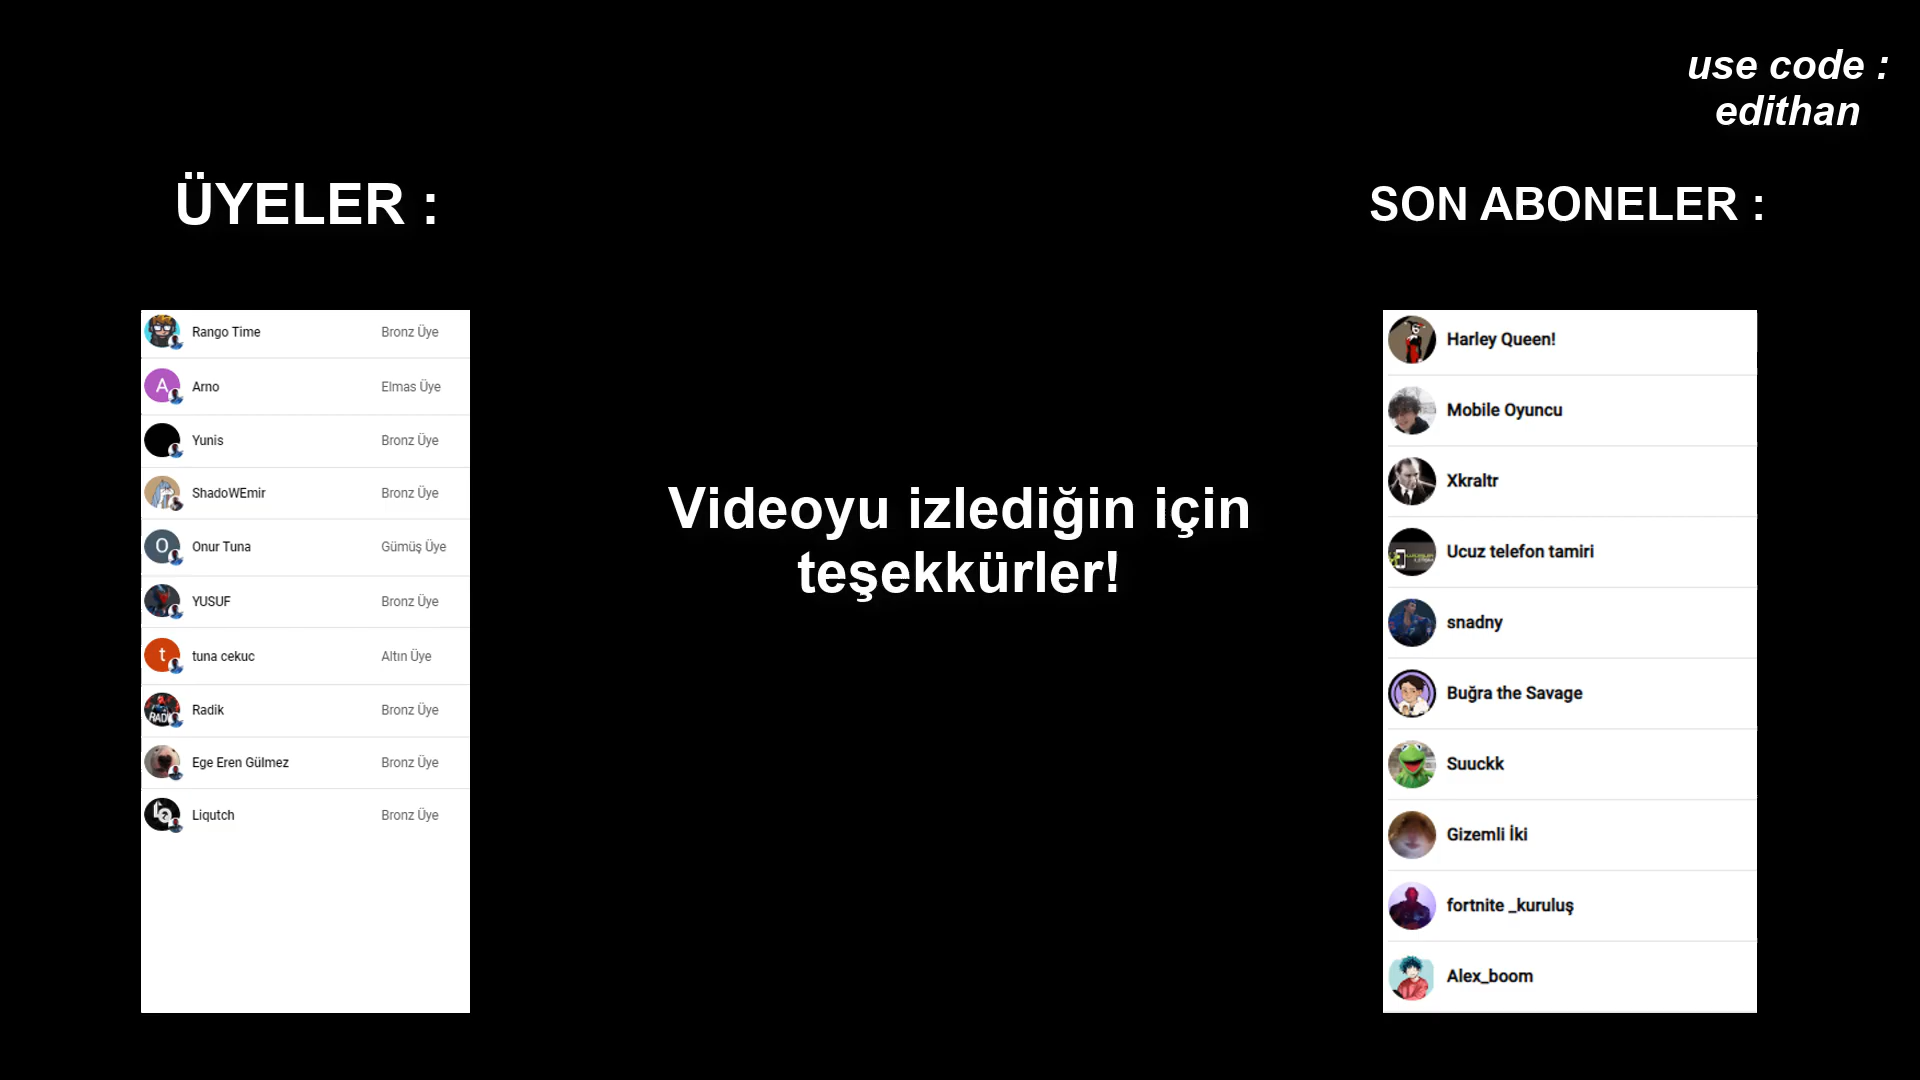 use code :
edithan
ÜYELER :
SON ABONELER :
Rango Time Bronz Üye
A Arno Elmas Üye
Yunis Bronz Üye
ShadoWEmir Bronz Üye
O Onur Tuna Gümüş Üye
YUSUF Bronz Üye
t tuna cekuc Altın Üye
Radik Bronz Üye
Ege Eren Gülmez Bronz Üye
Liqutch Bronz Üye
Videoyu izlediğin için
teşekkürler!
Harley Queen!
Mobile Oyuncu
Xkraltr
Ucuz telefon tamiri
snadny
Buğra the Savage
Suuckk
Gizemli İki
fortnite _kuruluş
Alex_boom